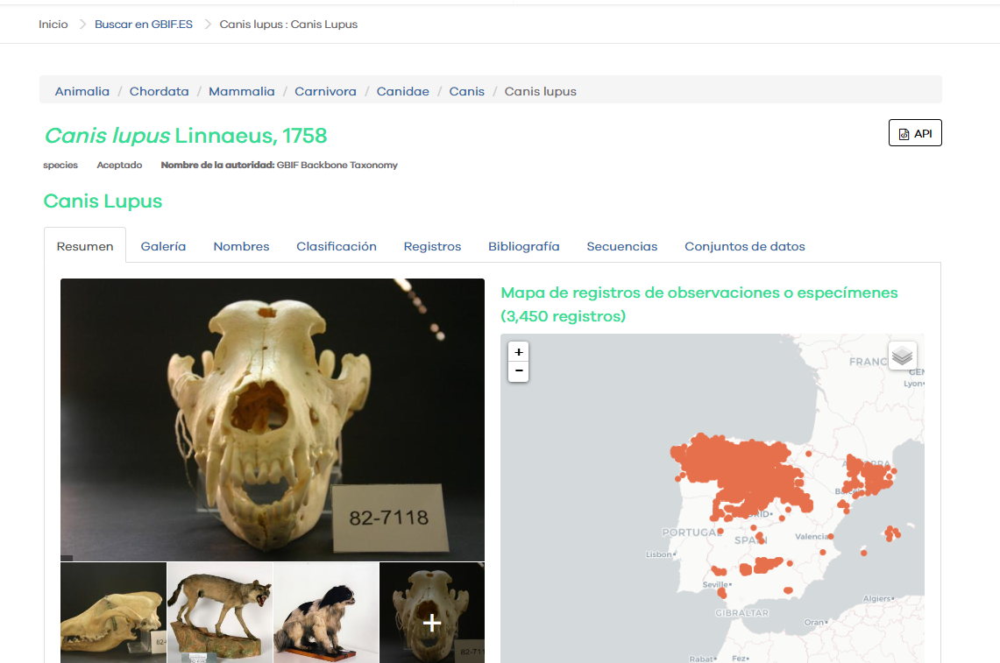 Inicio > Buscar en GBIF.ES > Canis lupus : Canis Lupus
Animalia / Chordata / Mammalia / Carnivora / Canidae / Canis / Canis lupus
Canis lupus Linnaeus, 1758
API
species Aceptado Nombre de la autoridad: GBIF Backbone Taxonomy
Canis Lupus
Resumen Galería Nombres Clasificación Registros Bibliografía Secuencias Conjuntos de datos
82-7118
Mapa de registros de observaciones o especímenes
(3,450 registros)
+
−
FRANC
GEN
Lyon
PORTUGAL
SPAIN
Valencia
Lisbon
Seville
GIBRALTAR
Algiers
Oran
Rabat
Fez
82-
+
82-711